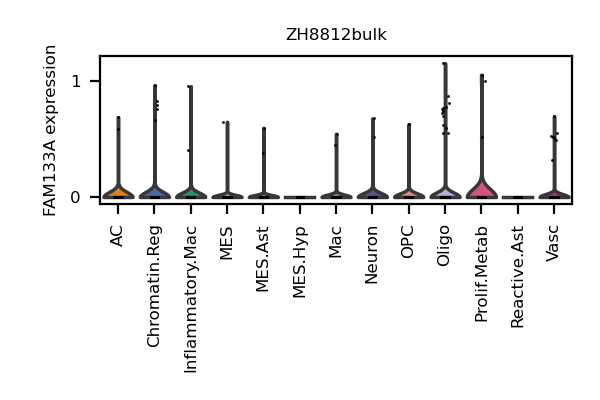 ZH8812bulk
FAM133A expression
1
0
AC
Chromatin.Reg
Inflammatory.Mac
MES
MES.Ast
MES.Hyp
Mac
Neuron
OPC
Oligo
Prolif.Metab
Reactive.Ast
Vasc